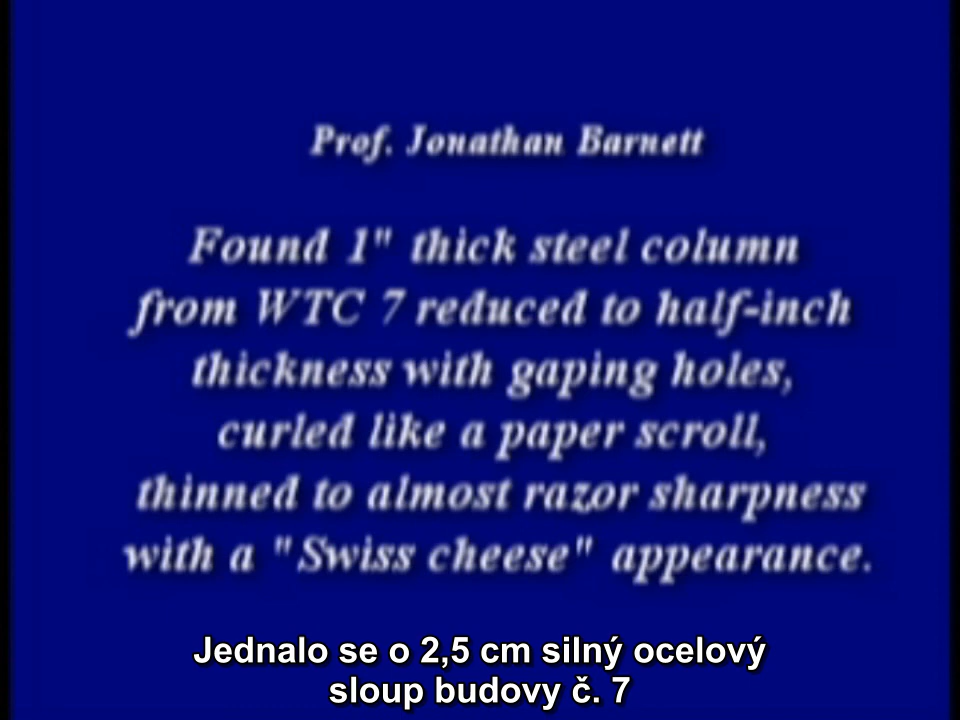 Prof. Jonathan Barnett
Found 1" thick steel column
from WTC 7 reduced to half-inch
thickness with gaping holes,
curled like a paper scroll,
thinned to almost razor sharpness
with a "Swiss cheese" appearance.
Jednalo se o 2,5 cm silný ocelový
sloup budovy č. 7